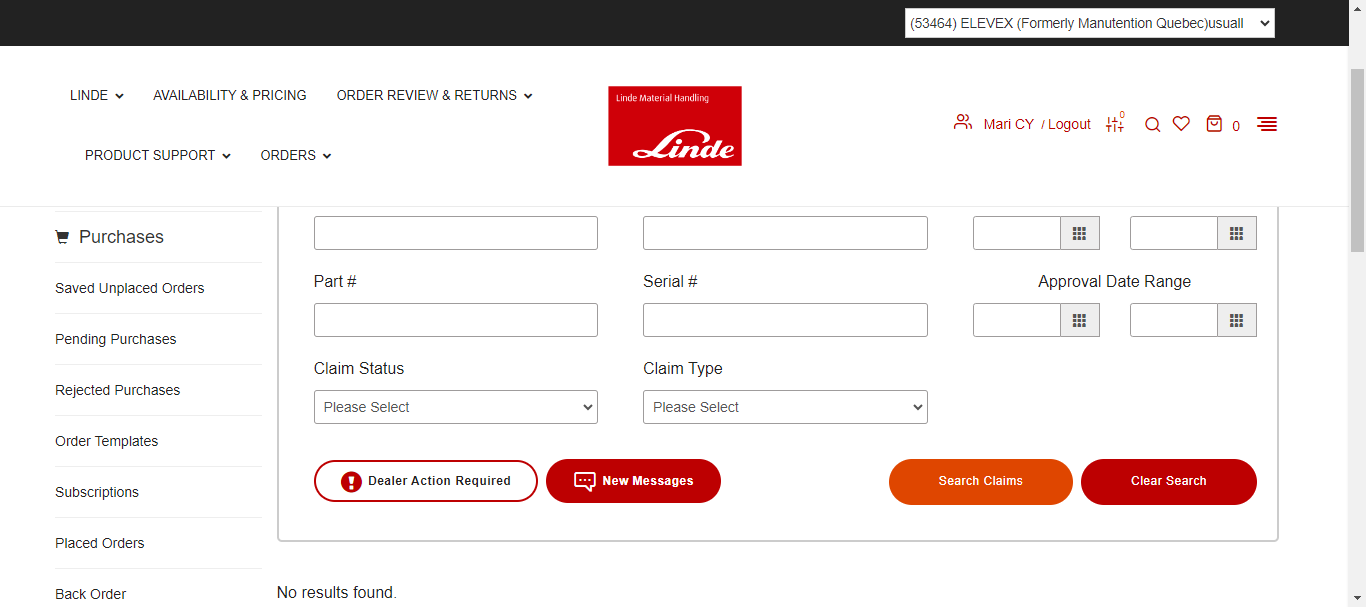 (53464) ELEVEX (Formerly Manutention Quebec)usuall
LINDE
AVAILABILITY & PRICING
ORDER REVIEW & RETURNS
PRODUCT SUPPORT
ORDERS
Linde Material Handling
Linde
Mari CY / Logout
0
0
Purchases
Saved Unplaced Orders
Pending Purchases
Rejected Purchases
Order Templates
Subscriptions
Placed Orders
Back Order
Part #
Serial #
Approval Date Range
Claim Status
Claim Type
Please Select
Please Select
Dealer Action Required
New Messages
Search Claims
Clear Search
No results found.